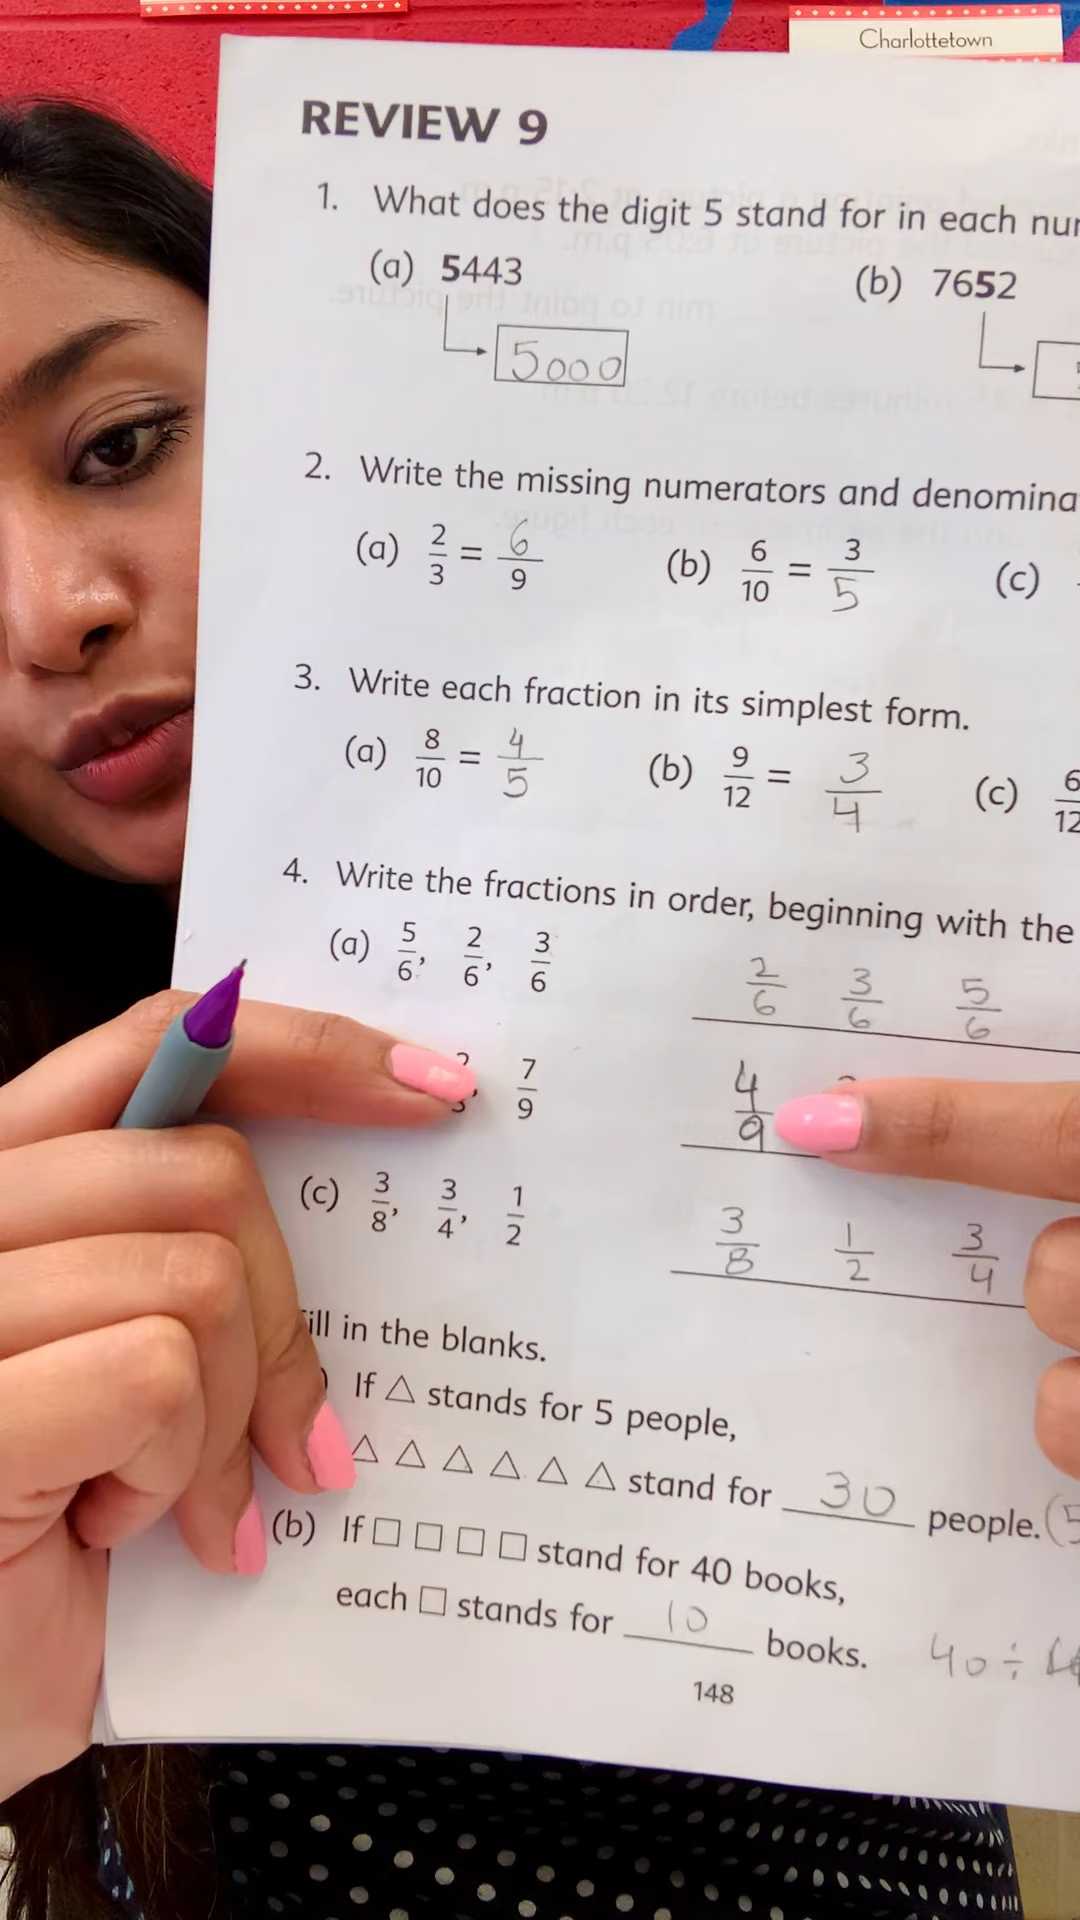 Charlottetown
REVIEW 9
1. What does the digit 5 stand for in each
(a) 5443 (b) 7652
5000
2. Write the missing numerators and
(a) 2/3 = 6/9 (b) 6/10 = 3/5 (c)
3. Write each fraction in its simplest form.
(a) 8/10 = 4/5 (b) 9/12 = 3/4 (c) 6/12
4. Write the fractions in order, beginning with the
(a) 5/6, 2/6, 3/6 2/6 3/6 5/6
7/9 4/9
(c) 3/8, 3/4, 1/2 3/8 1/2 3/4
in the blanks.
If △ stands for 5 people,
△ △ △ △ △ △ stand for 30 people.
(b) If □ □ □ □ stand for 40 books,
each □ stands for 10 books. 40 ÷
148